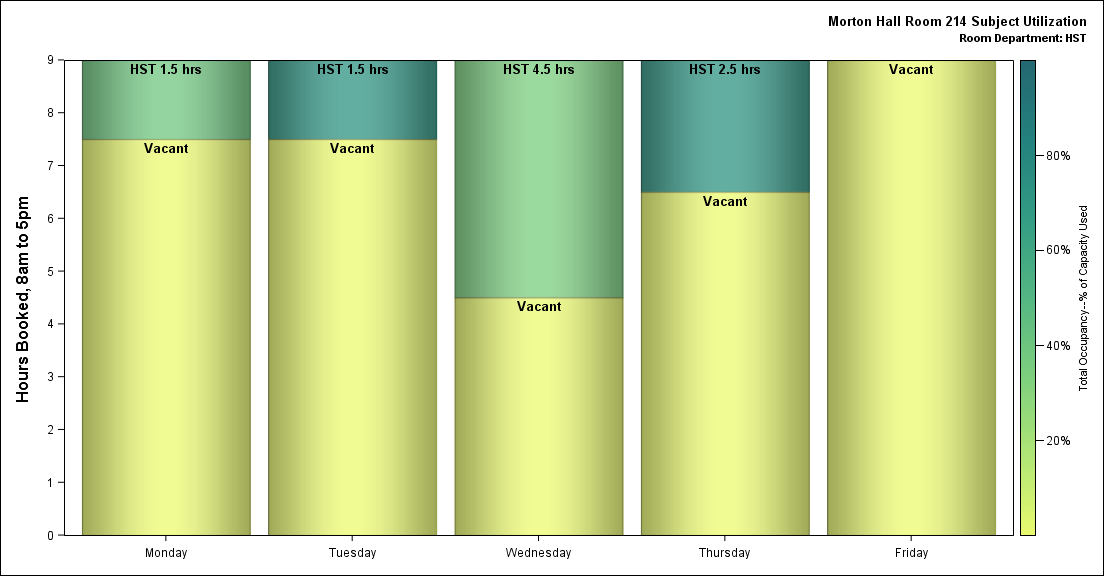 Morton Hall Room 214 Subject Utilization
Room Department: HST
Hours Booked, 8am to 5pm
9
8
7
6
5
4
3
2
1
0
HST 1.5 hrs
Vacant
HST 1.5 hrs
Vacant
HST 4.5 hrs
Vacant
HST 2.5 hrs
Vacant
Vacant
Monday
Tuesday
Wednesday
Thursday
Friday
80%
60%
40%
20%
Total Occupancy--% of Capacity Used